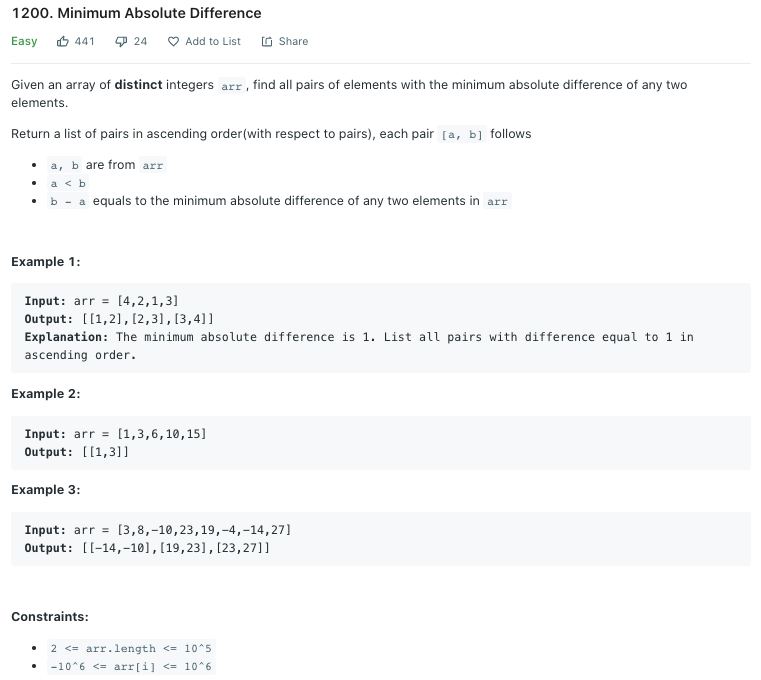 1200. Minimum Absolute Difference
Easy 441 24 Add to List Share
Given an array of distinct integers arr, find all pairs of elements with the minimum absolute difference of any two
elements.
Return a list of pairs in ascending order(with respect to pairs), each pair [a, b] follows
• a, b are from arr
• a < b
• b - a equals to the minimum absolute difference of any two elements in arr
Example 1:
Input: arr = [4,2,1,3]
Output: [[1,2],[2,3],[3,4]]
Explanation: The minimum absolute difference is 1. List all pairs with difference equal to 1 in
ascending order.
Example 2:
Input: arr = [1,3,6,10,15]
Output: [[1,3]]
Example 3:
Input: arr = [3,8,-10,23,19,-4,-14,27]
Output: [[-14,-10],[19,23],[23,27]]
Constraints:
• 2 <= arr.length <= 10^5
• -10^6 <= arr[i] <= 10^6